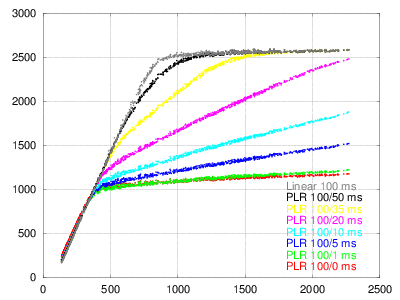 3000
2500
2000
1500
1000
500
0
Linear 100 ms
PLR 100/50 ms
PLR 100/35 ms
PLR 100/20 ms
PLR 100/10 ms
PLR 100/5 ms
PLR 100/1 ms
PLR 100/0 ms
0 500 1000 1500 2000 2500